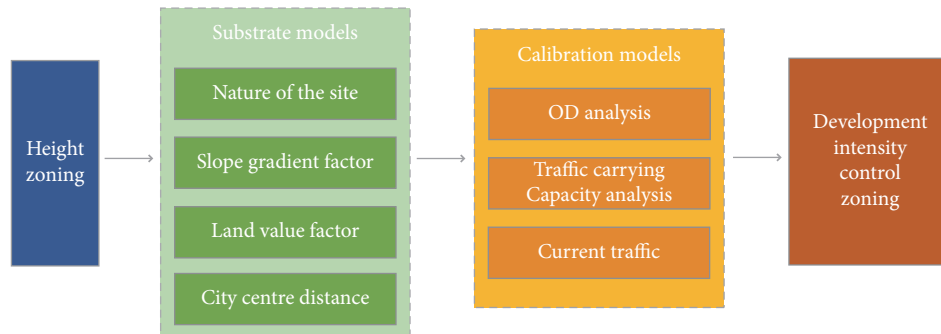 Height
zoning
Substrate models
Nature of the site
Slope gradient factor
Land value factor
City centre distance
Calibration models
OD analysis
Traffic carrying
Capacity analysis
Current traffic
Development
intensity
control
zoning